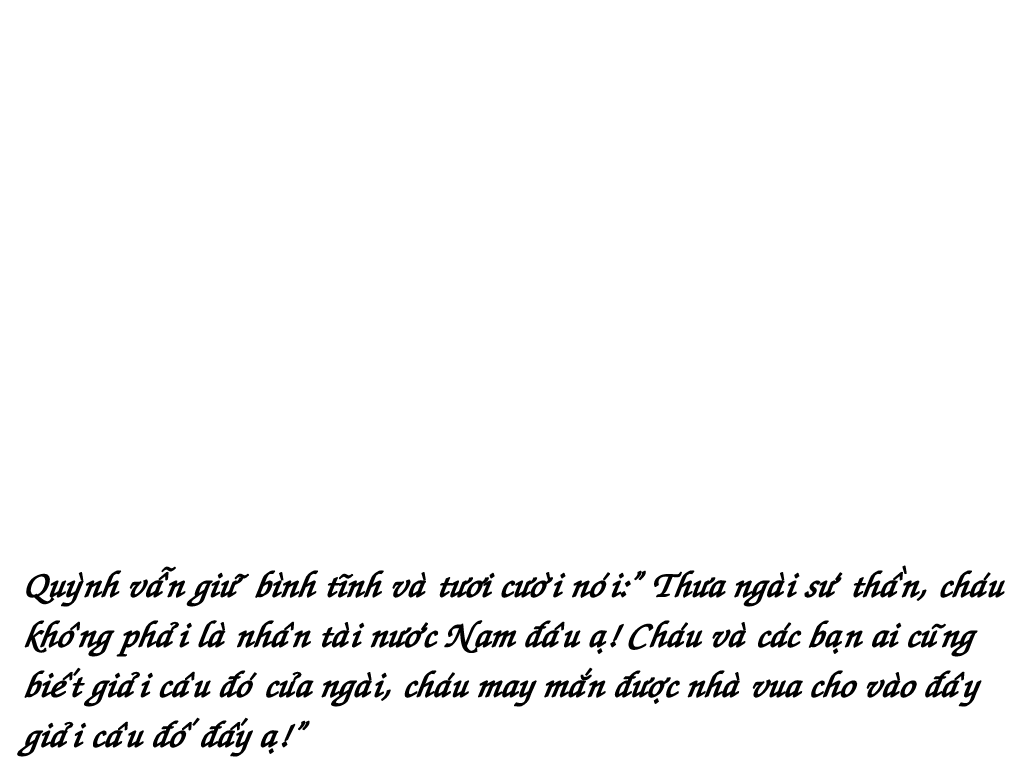 Quỳnh vẫn giữ bình tĩnh và tươi cười nói:” Thưa ngài sứ thần, cháu
không phải là nhân tài nước Nam đâu ạ! Cháu và các bạn ai cũng
biết giải câu đó của ngài, cháu may mắn được nhà vua cho vào đây
giải câu đố đấy ạ!”